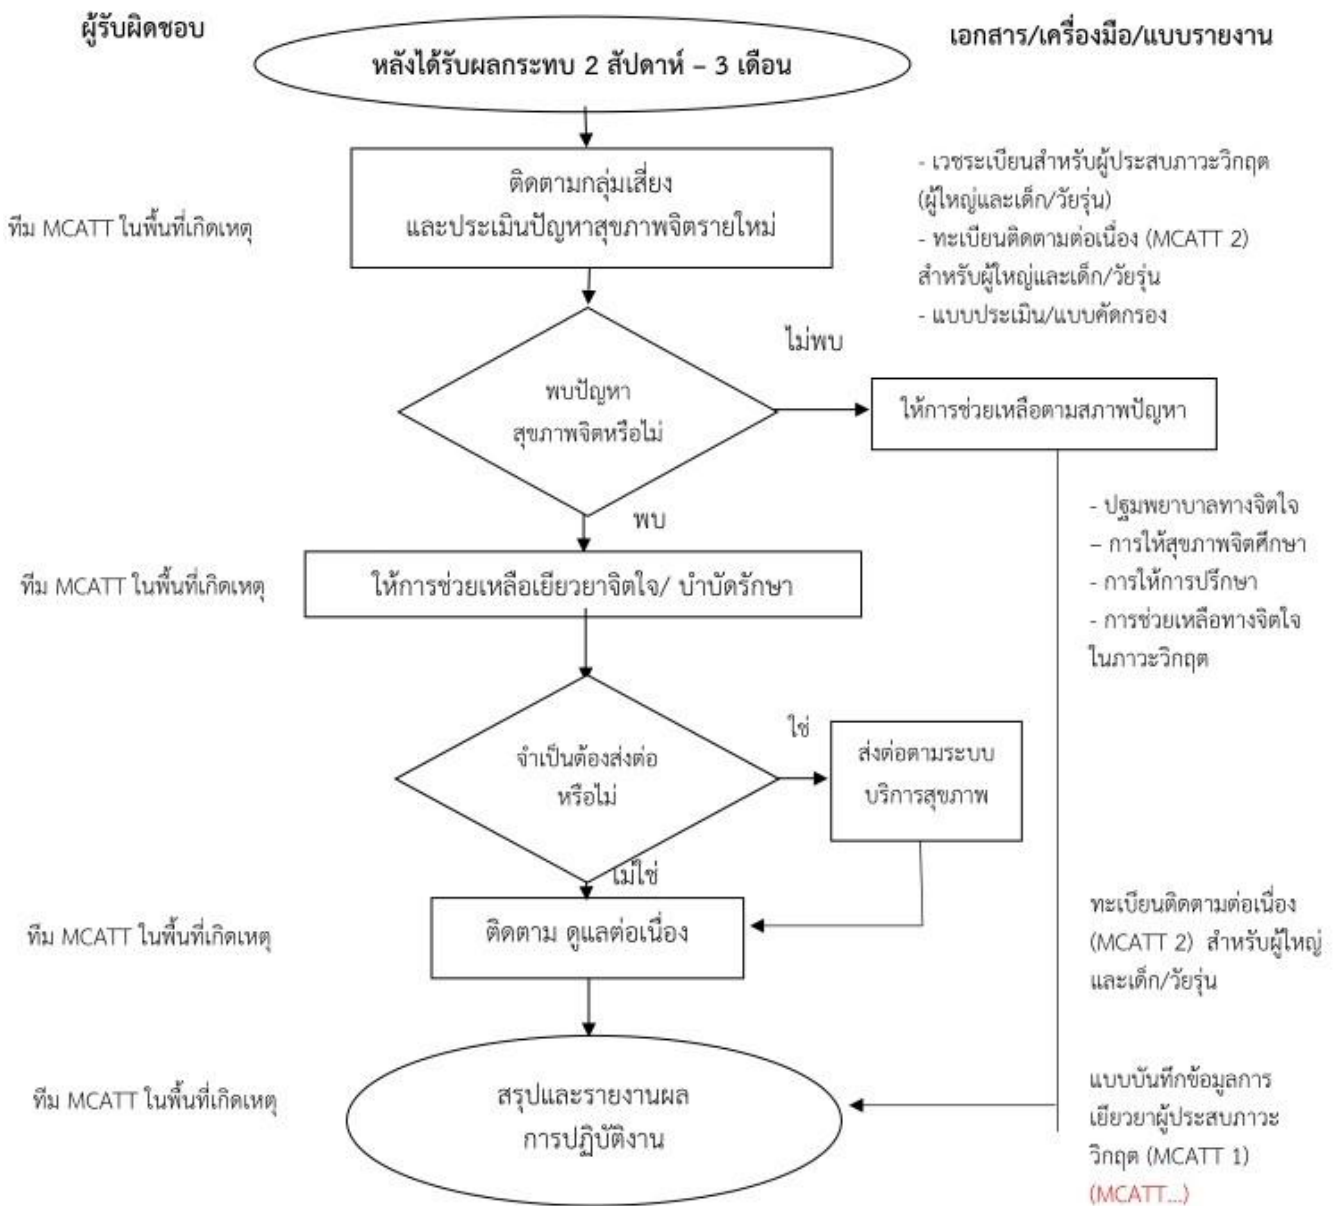 ผู้รับผิดชอบ
เอกสาร/เครื่องมือ/แบบรายงาน
หลังได้รับผลกระทบ 2 สัปดาห์ – 3 เดือน
ทีม MCATT ในพื้นที่เกิดเหตุ
ติดตามกลุ่มเสี่ยง
และประเมินปัญหาสุขภาพจิตรายใหม่
- เวชระเบียนสำหรับผู้ประสบภาวะวิกฤต
(ผู้ใหญ่และเด็ก/วัยรุ่น)
- ทะเบียนติดตามต่อเนื่อง (MCATT 2)
สำหรับผู้ใหญ่และเด็ก/วัยรุ่น
- แบบประเมิน/แบบคัดกรอง
พบปัญหา
สุขภาพจิตหรือไม่
ไม่พบ
ให้การช่วยเหลือตามสภาพปัญหา
พบ
ทีม MCATT ในพื้นที่เกิดเหตุ
ให้การช่วยเหลือเยียวยาจิตใจ/ บำบัดรักษา
- ปฐมพยาบาลทางจิตใจ
– การให้สุขภาพจิตศึกษา
- การให้การปรึกษา
- การช่วยเหลือทางจิตใจ
ในภาวะวิกฤต
จำเป็นต้องส่งต่อ
หรือไม่
ใช่
ส่งต่อตามระบบ
บริการสุขภาพ
ไม่ใช่
ทีม MCATT ในพื้นที่เกิดเหตุ
ติดตาม ดูแลต่อเนื่อง
ทะเบียนติดตามต่อเนื่อง
(MCATT 2) สำหรับผู้ใหญ่
และเด็ก/วัยรุ่น
ทีม MCATT ในพื้นที่เกิดเหตุ
สรุปและรายงานผล
การปฏิบัติงาน
แบบบันทึกข้อมูลการ
เยียวยาผู้ประสบภาวะ
วิกฤต (MCATT 1)
(MCATT...)